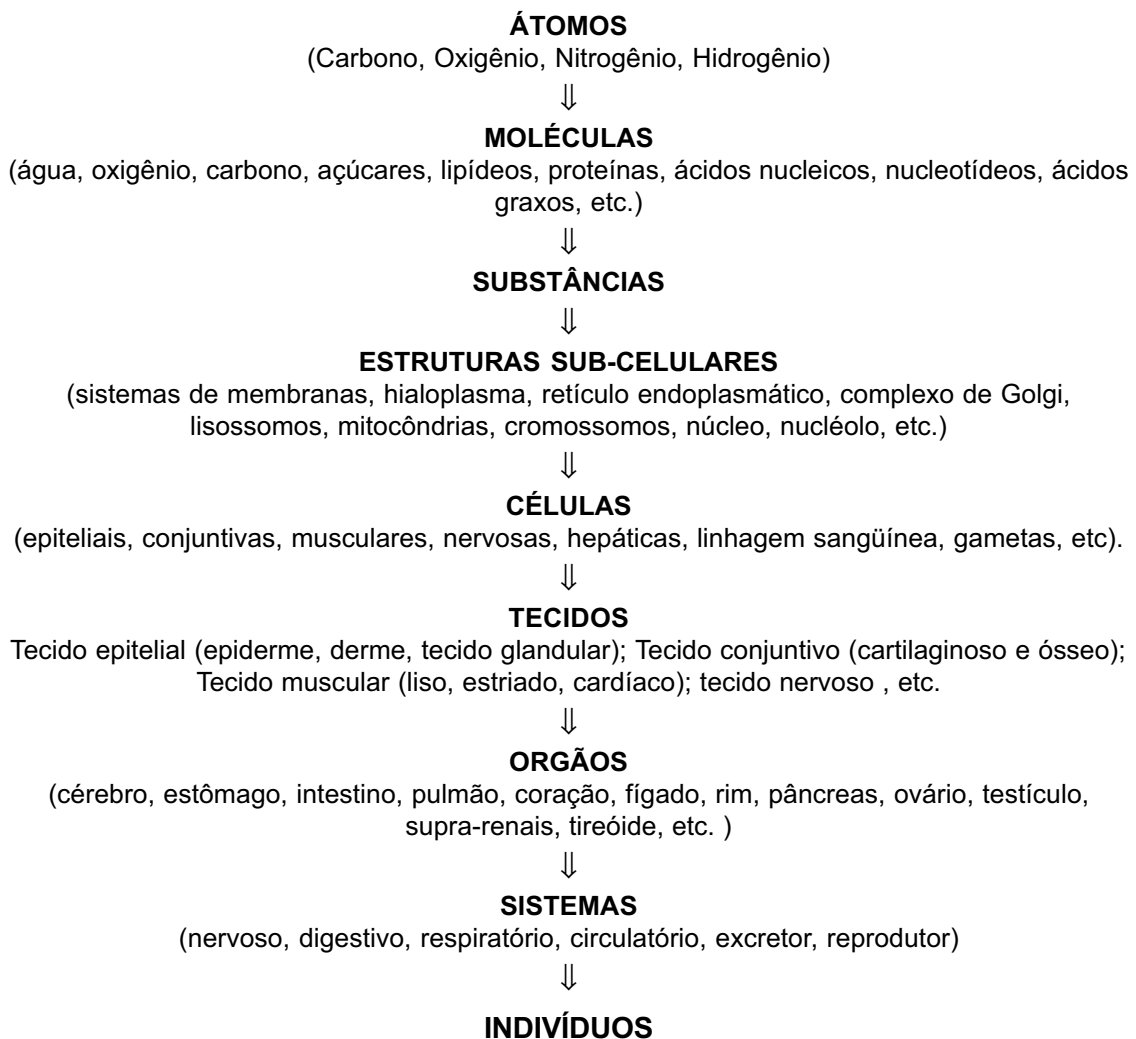 ÁTOMOS
(Carbono, Oxigênio, Nitrogênio, Hidrogênio)
⇓
MOLÉCULAS
(água, oxigênio, carbono, açúcares, lipídeos, proteínas, ácidos nucleicos, nucleotídeos, ácidos
graxos, etc.)
⇓
SUBSTÂNCIAS
⇓
ESTRUTURAS SUB-CELULARES
(sistemas de membranas, hialoplasma, retículo endoplasmático, complexo de Golgi,
lisossomos, mitocôndrias, cromossomos, núcleo, nucléolo, etc.)
⇓
CÉLULAS
(epiteliais, conjuntivas, musculares, nervosas, hepáticas, linhagem sangüínea, gametas, etc).
⇓
TECIDOS
Tecido epitelial (epiderme, derme, tecido glandular); Tecido conjuntivo (cartilaginoso e ósseo);
Tecido muscular (liso, estriado, cardíaco); tecido nervoso , etc.
⇓
ORGÃOS
(cérebro, estômago, intestino, pulmão, coração, fígado, rim, pâncreas, ovário, testículo,
supra-renais, tireóide, etc. )
⇓
SISTEMAS
(nervoso, digestivo, respiratório, circulatório, excretor, reprodutor)
⇓
INDIVÍDUOS